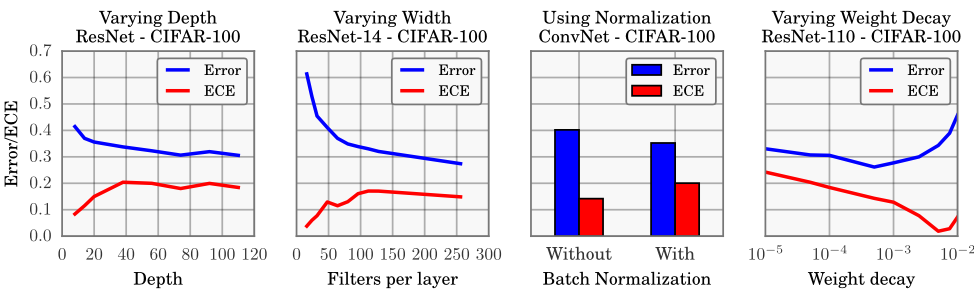 Varying Depth
ResNet - CIFAR-100
Varying Width
ResNet-14 - CIFAR-100
Using Normalization
ConvNet - CIFAR-100
Varying Weight Decay
ResNet-110 - CIFAR-100
Error/ECE
0.7
0.6
0.5
0.4
0.3
0.2
0.1
0.0
Error
ECE
0 20 40 60 80 100 120
Depth
Error
ECE
0 50 100 150 200 250 300
Filters per layer
Error
ECE
Without With
Batch Normalization
Error
ECE
10⁻⁵ 10⁻⁴ 10⁻³ 10⁻²
Weight decay